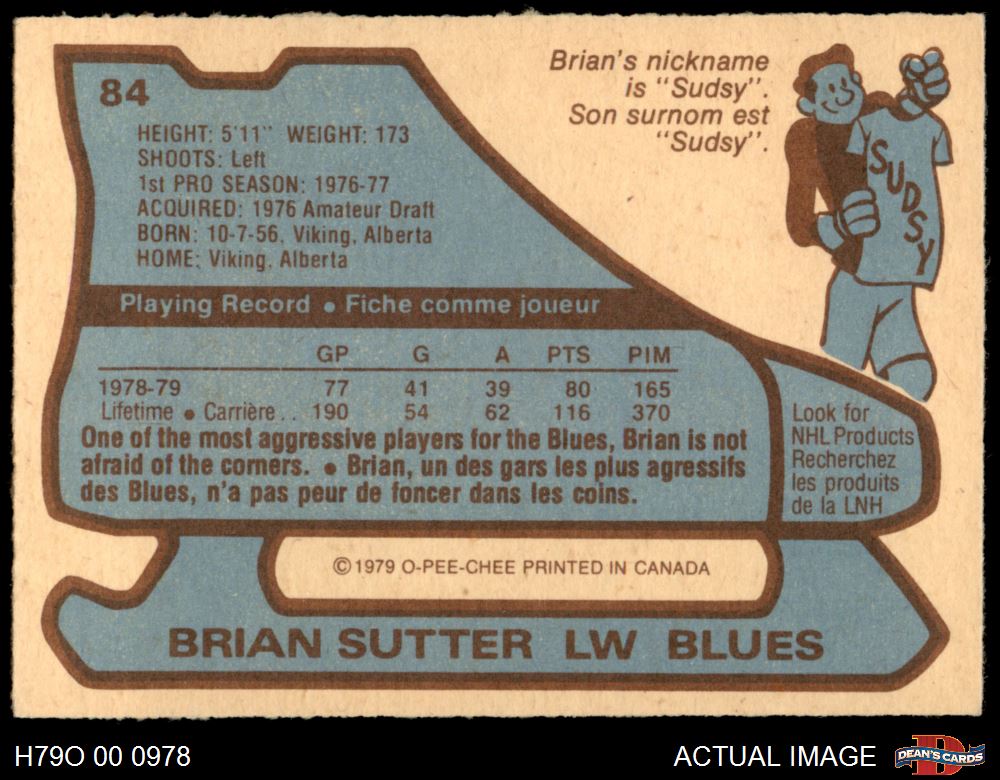 84
Brian's nickname
is "Sudsy".
Son surnom est
"Sudsy".
SUDSY
HEIGHT: 5'11" WEIGHT: 173
SHOOTS: Left
1st PRO SEASON: 1976-77
ACQUIRED: 1976 Amateur Draft
BORN: 10-7-56, Viking, Alberta
HOME: Viking, Alberta
Playing Record • Fiche comme joueur
GP G A PTS PIM
1978-79 77 41 39 80 165
Lifetime • Carrière . . 190 54 62 116 370
One of the most aggressive players for the Blues, Brian is not
afraid of the corners. • Brian, un des gars les plus agressifs
des Blues, n'a pas peur de foncer dans les coins.
Look for
NHL Products
Recherchez
les produits
de la LNH
©1979 O-PEE-CHEE PRINTED IN CANADA
BRIAN SUTTER LW BLUES
H79O 00 0978
ACTUAL IMAGE
D
DEAN'S CARDS